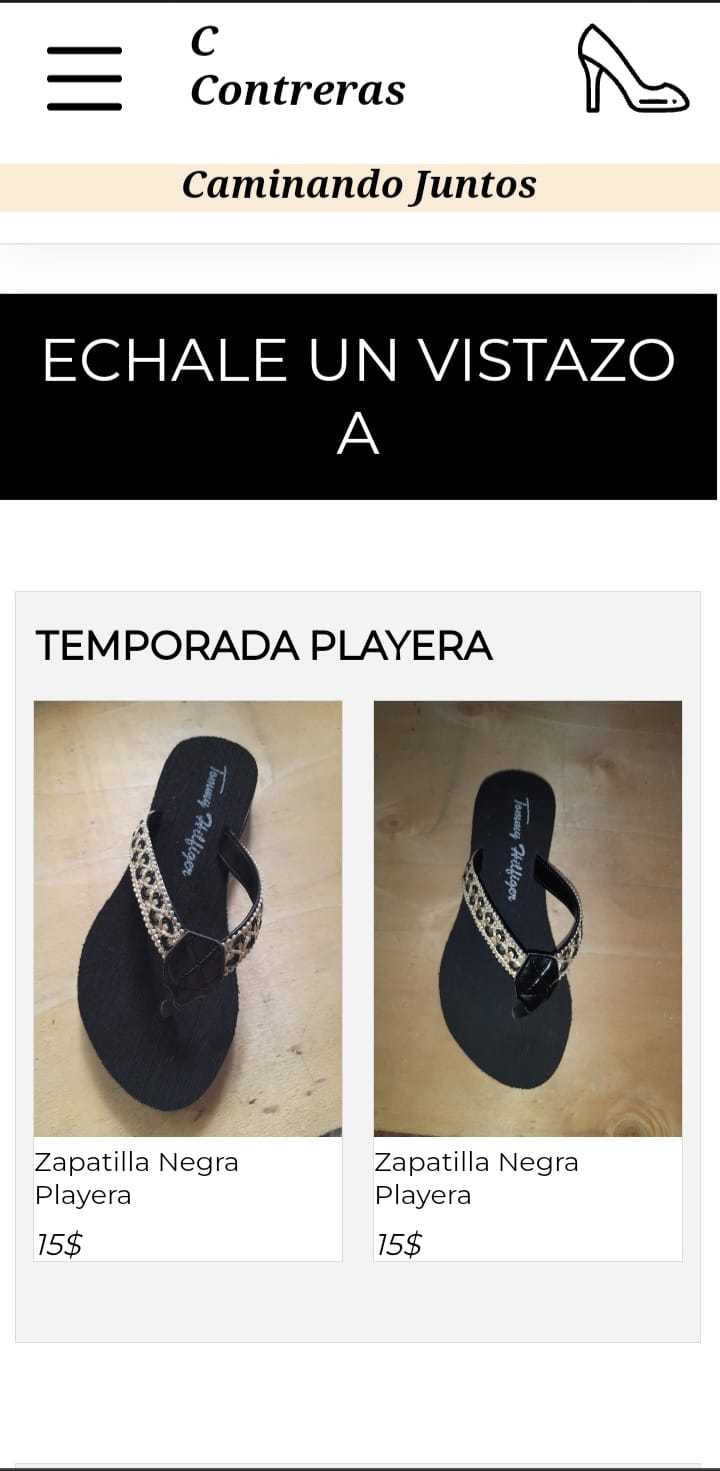 C
Contreras
Caminando Juntos
ECHALE UN VISTAZO
A
TEMPORADA PLAYERA
Tommy Hilfiger
Tommy Hilfiger
Zapatilla Negra
Playera
15$
Zapatilla Negra
Playera
15$